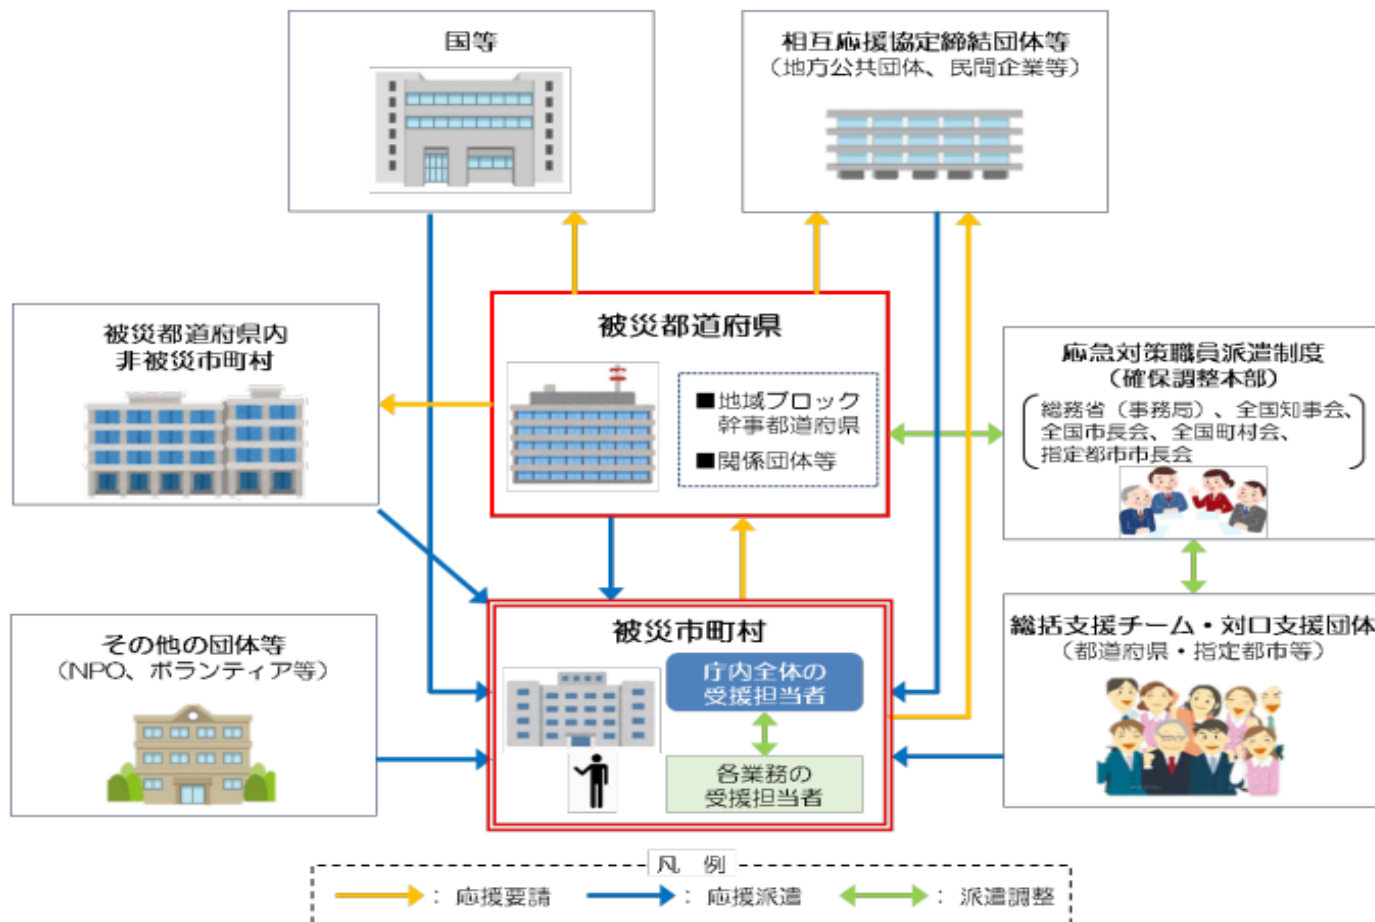 国等
相互応援協定締結団体等
（地方公共団体、民間企業等）
被災都道府県内
非被災市町村
被災都道府県
■地域ブロック
幹事都道府県
■関係団体等
応急対策職員派遣制度
（確保調整本部）
総務省（事務局）、全国知事会、
全国市長会、全国町村会、
指定都市市長会
その他の団体等
（NPO、ボランティア等）
被災市町村
庁内全体の
受援担当者
各業務の
受援担当者
総括支援チーム・対口支援団体
（都道府県・指定都市等）
凡 例
：応援要請
：応援派遣
：派遣調整